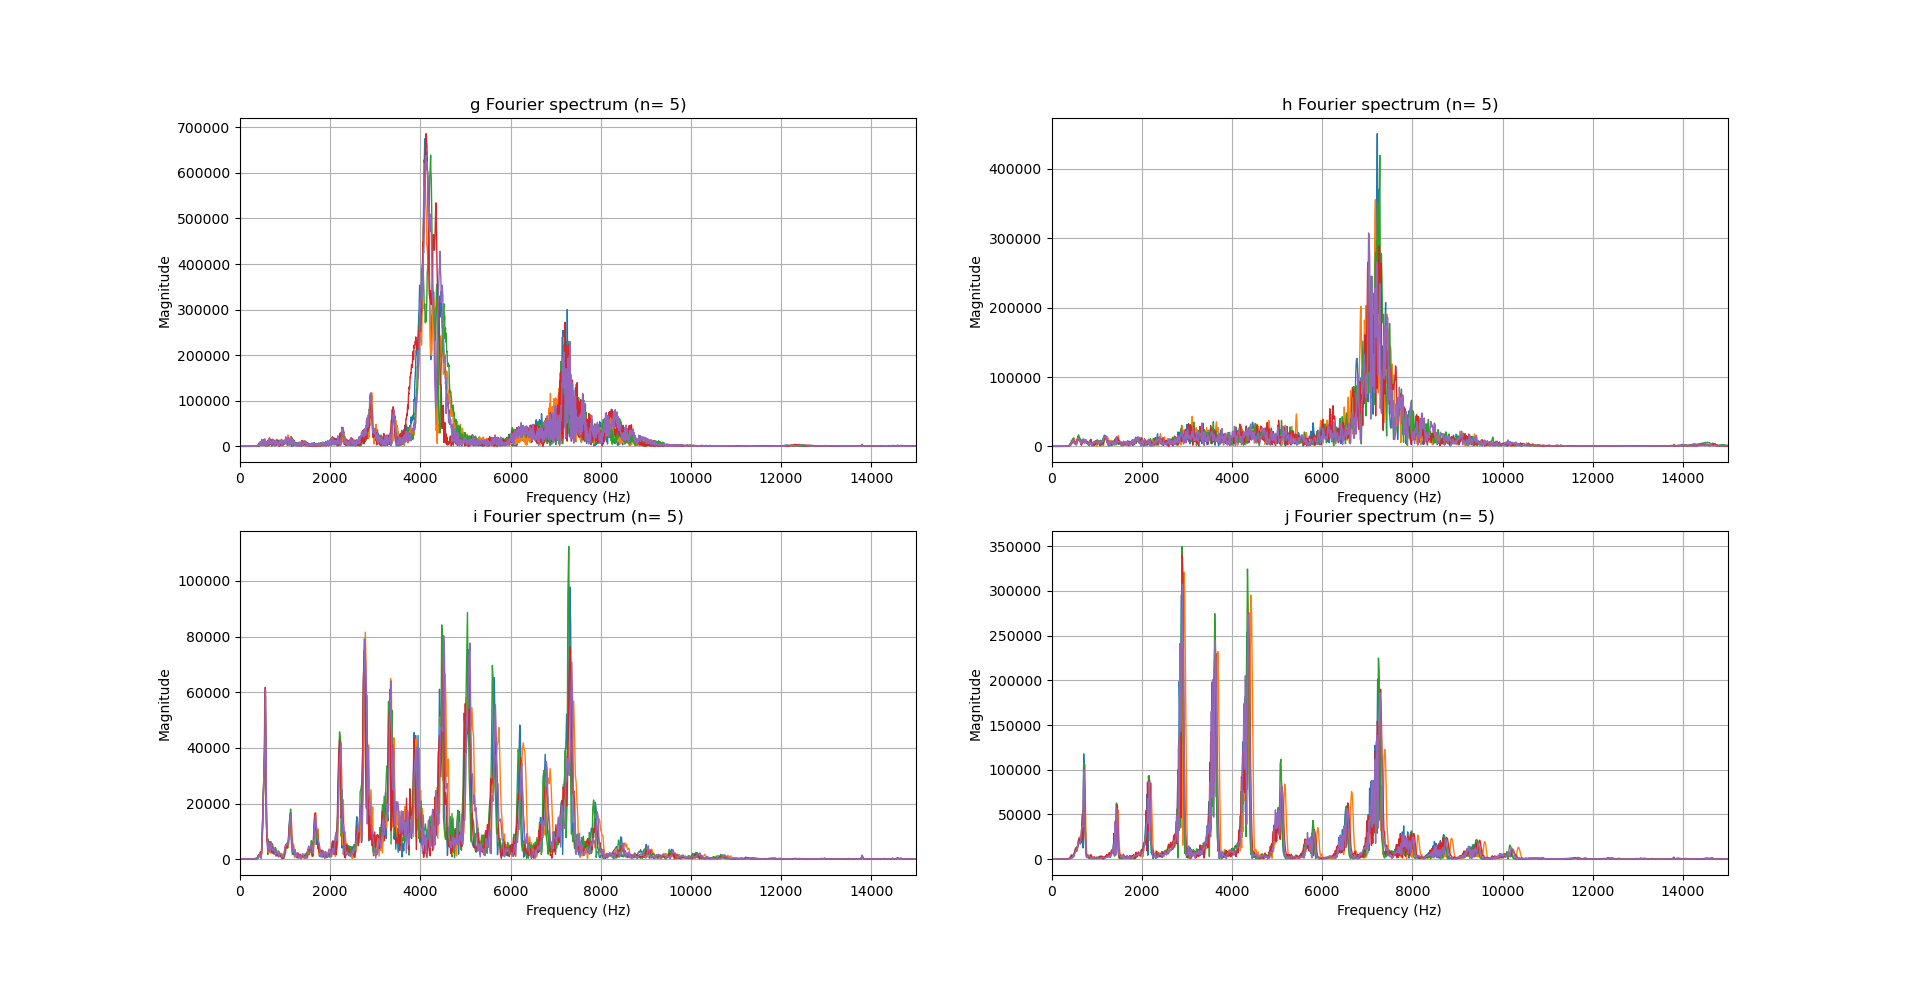 g Fourier spectrum (n= 5)
700000
600000
500000
400000
300000
200000
100000
0
Magnitude
0 2000 4000 6000 8000 10000 12000 14000
Frequency (Hz)
h Fourier spectrum (n= 5)
400000
300000
200000
100000
0
Magnitude
0 2000 4000 6000 8000 10000 12000 14000
Frequency (Hz)
i Fourier spectrum (n= 5)
100000
80000
60000
40000
20000
0
Magnitude
0 2000 4000 6000 8000 10000 12000 14000
Frequency (Hz)
j Fourier spectrum (n= 5)
350000
300000
250000
200000
150000
100000
50000
0
Magnitude
0 2000 4000 6000 8000 10000 12000 14000
Frequency (Hz)